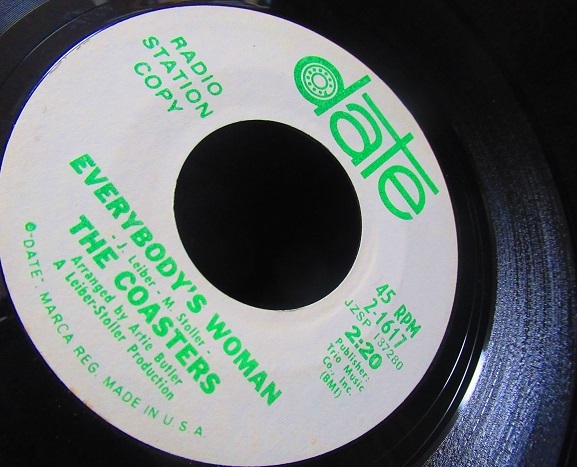 RADIO
STATION
COPY
date
45 RPM
2-1617
JZSP 137280
2:20
Publisher:
Trio Music
Co., Inc.
(BMI)
EVERYBODY'S WOMAN
- J. Leiber - M. Stoller -
THE COASTERS
Arranged by Artie Butler
A Leiber-Stoller Production
"DATE". MARCA REG. MADE IN U.S.A.